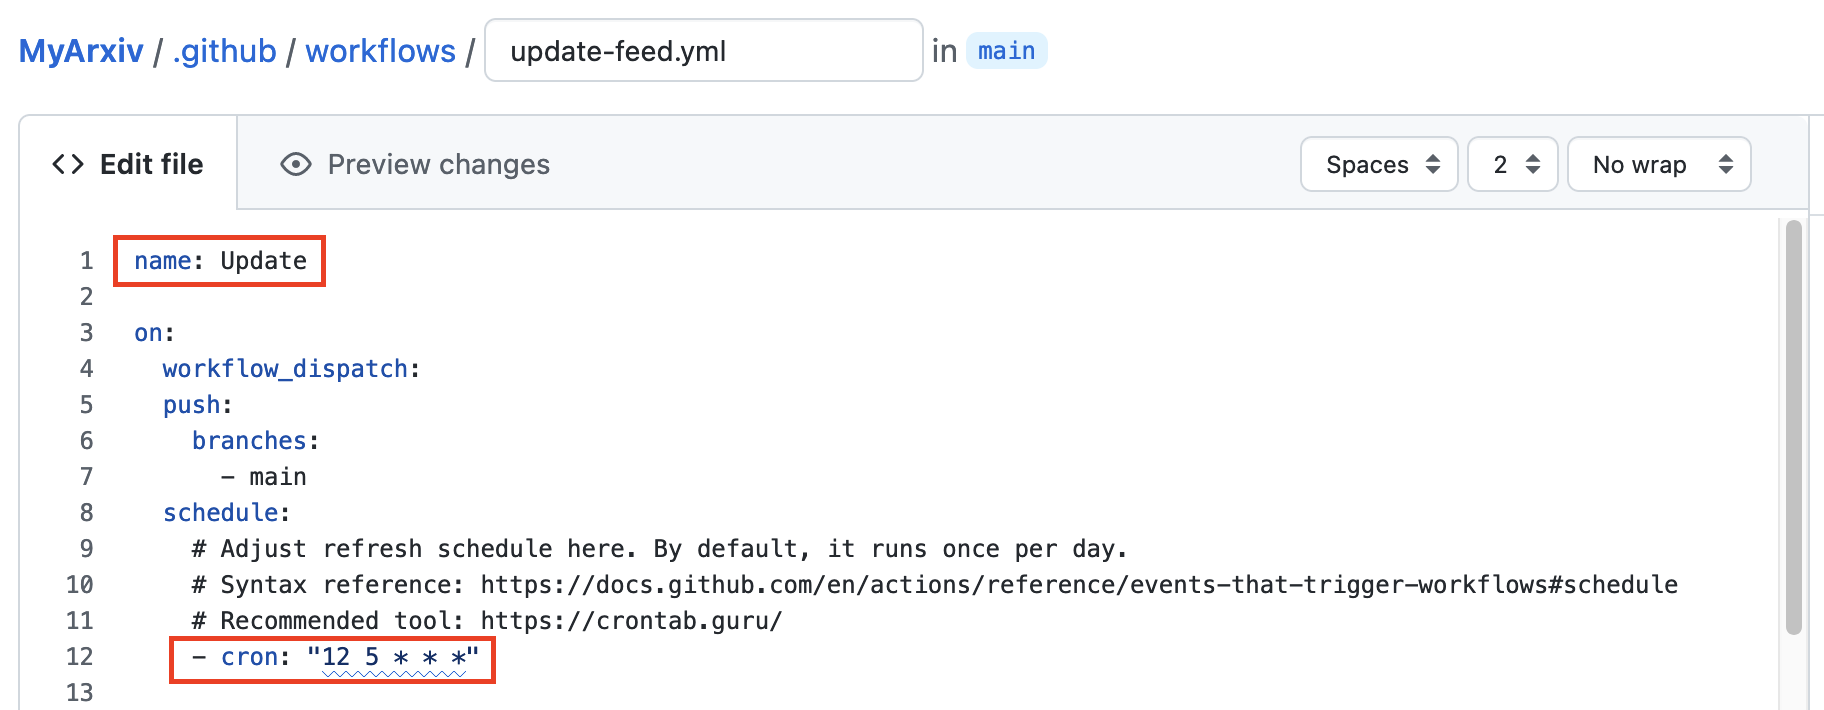 MyArxiv / .github / workflows / update-feed.yml in main
<> Edit file Preview changes Spaces 2 No wrap
1 name: Update
2
3 on:
4 workflow_dispatch:
5 push:
6 branches:
7 - main
8 schedule:
9 # Adjust refresh schedule here. By default, it runs once per day.
10 # Syntax reference: https://docs.github.com/en/actions/reference/events-that-trigger-workflows#schedule
11 # Recommended tool: https://crontab.guru/
12 - cron: "12 5 * * *"
13